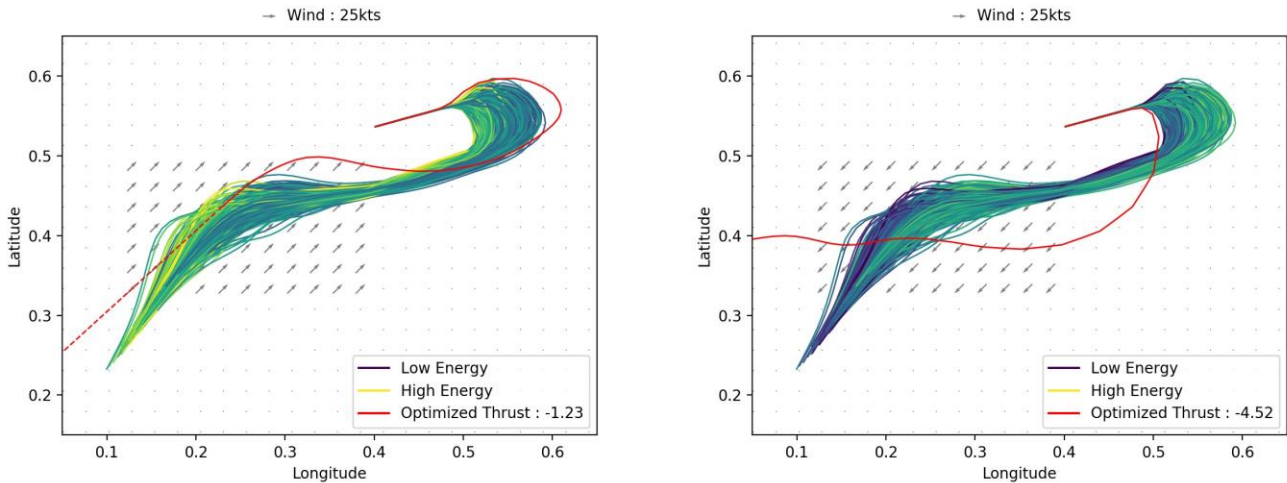 Wind : 25kts
0.6
0.5
0.4
0.3
0.2
Latitude
0.1
0.2
0.3
0.4
0.5
0.6
Longitude
Low Energy
High Energy
Optimized Thrust : -1.23
Wind : 25kts
0.6
0.5
0.4
0.3
0.2
Latitude
0.1
0.2
0.3
0.4
0.5
0.6
Longitude
Low Energy
High Energy
Optimized Thrust : -4.52